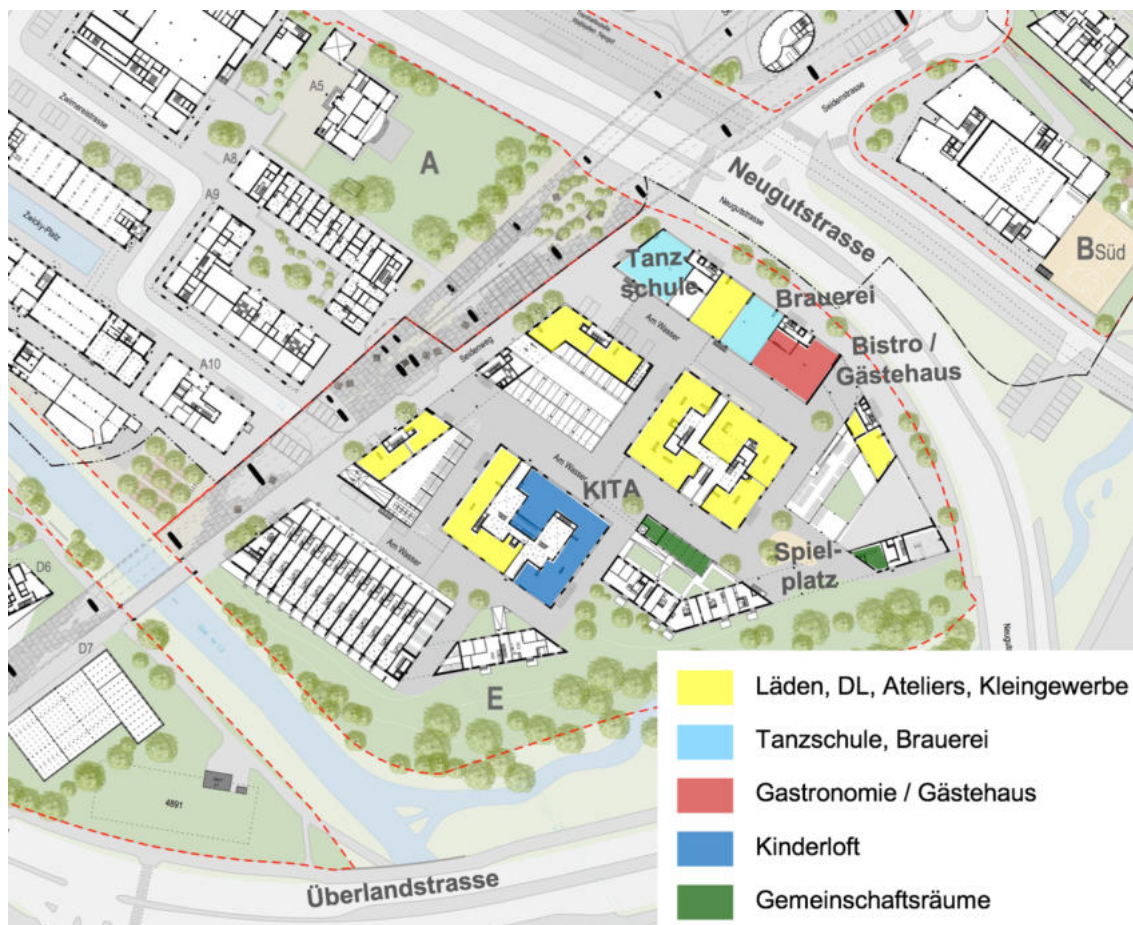 Seidenstrasse
A5
Zwirnereistrasse
A8
A
A9
Neugutstrasse
Neugutstrasse
Zwicky-Platz
BSüd
Tanz-
schule
Brauerei
Am Wasser
Seidenweg
Bistro /
Gästehaus
A10
Am Wasser
KITA
Am Wasser
Spiel-
platz
D6
D7
E
4891
Überlandstrasse
Läden, DL, Ateliers, Kleingewerbe
Tanzschule, Brauerei
Gastronomie / Gästehaus
Kinderloft
Gemeinschaftsräume